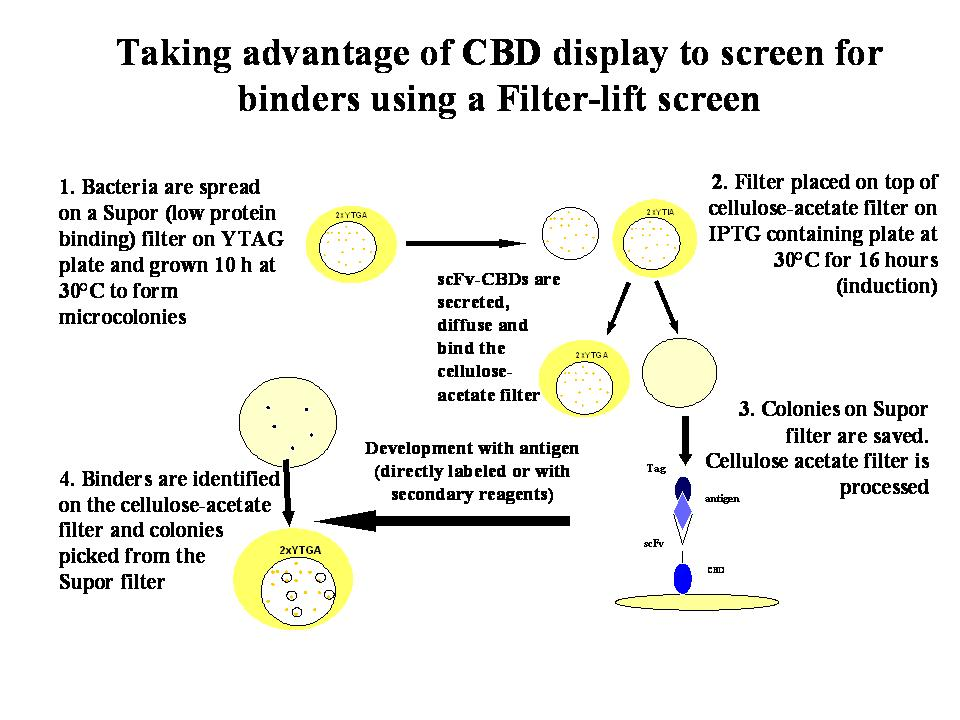 Taking advantage of CBD display to screen for
binders using a Filter-lift screen
1. Bacteria are spread
on a Supor (low protein
binding) filter on YTAG
plate and grown 10 h at
30°C to form
microcolonies
2xYTGA
2xYTIA
2. Filter placed on top of
cellulose-acetate filter on
IPTG containing plate at
30°C for 16 hours
(induction)
scFv-CBDs are
secreted,
diffuse and
bind the
cellulose-
acetate filter
2xYTGA
3. Colonies on Supor
filter are saved.
Cellulose acetate filter is
processed
Tag
antigen
scFv
CBD
Development with antigen
(directly labeled or with
secondary reagents)
4. Binders are identified
on the cellulose-acetate
filter and colonies
picked from the
Supor filter
2xYTGA